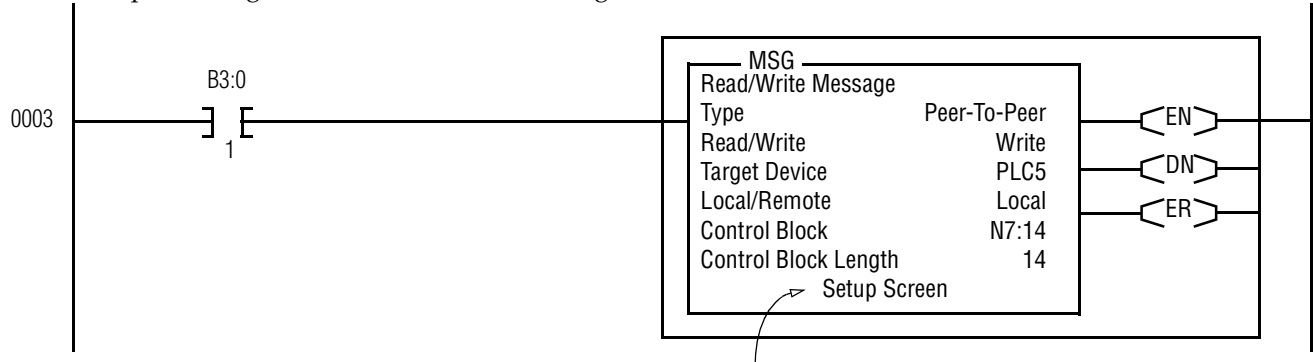 B3:0
0003
1
MSG
Read/Write Message
Type Peer-To-Peer
Read/Write Write
Target Device PLC5
Local/Remote Local
Control Block N7:14
Control Block Length 14
Setup Screen
EN
DN
ER